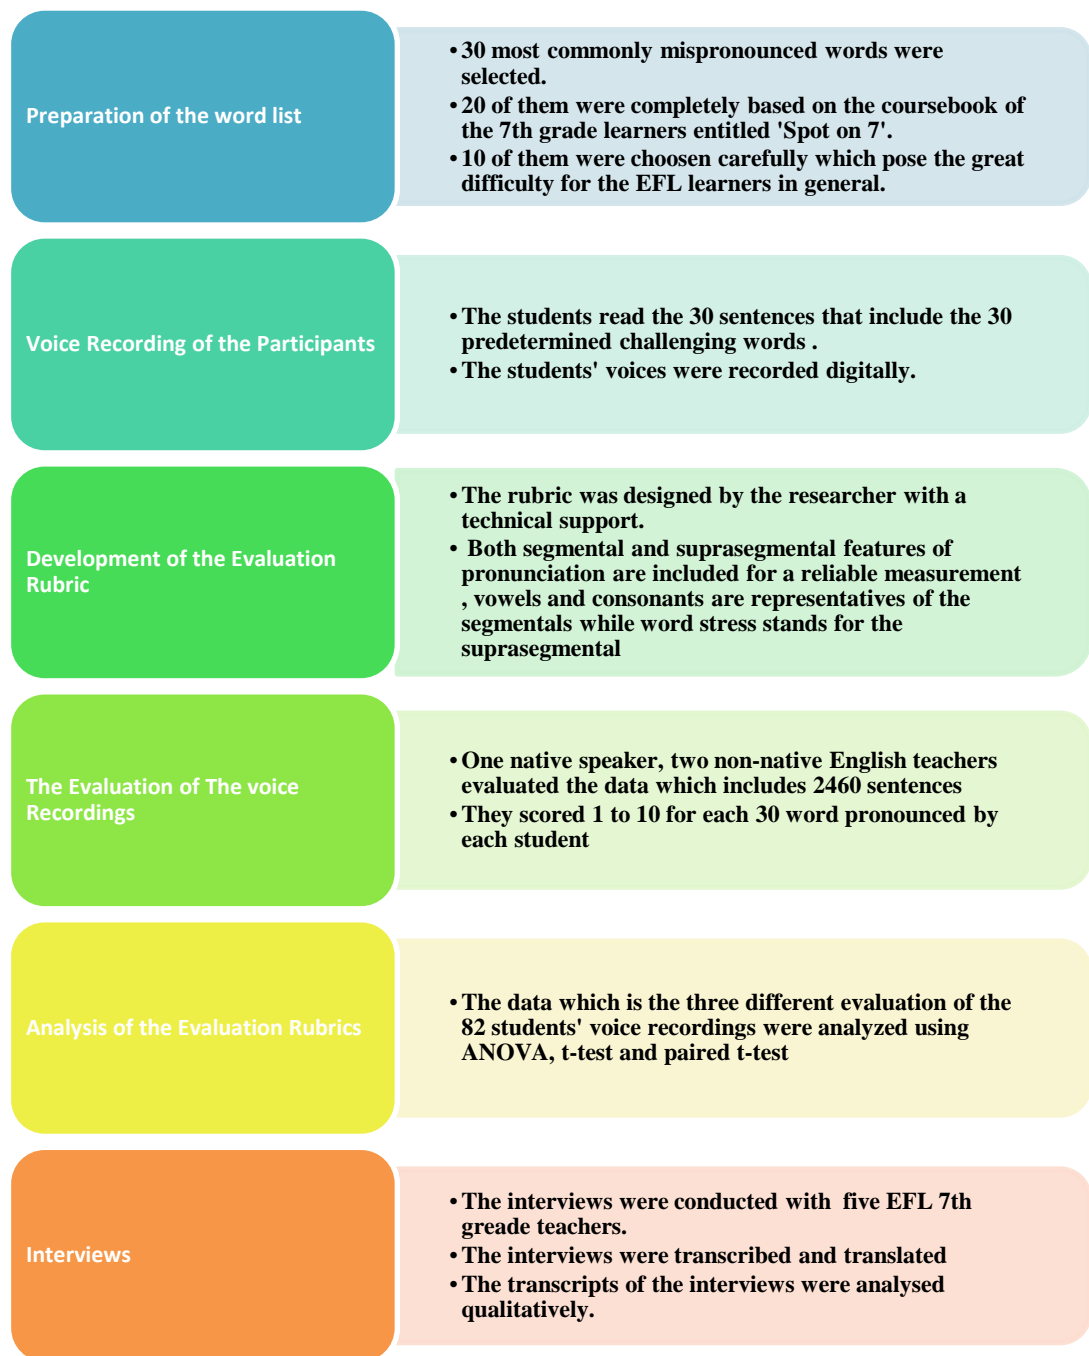 Preparation of the word list
• 30 most commonly mispronounced words were
selected.
• 20 of them were completely based on the coursebook of
the 7th grade learners entitled 'Spot on 7'.
• 10 of them were choosen carefully which pose the great
difficulty for the EFL learners in general.
Voice Recording of the Participants
• The students read the 30 sentences that include the 30
predetermined challenging words .
• The students' voices were recorded digitally.
Development of the Evaluation
Rubric
• The rubric was designed by the researcher with a
technical support.
• Both segmental and suprasegmental features of
pronunciation are included for a reliable measurement
, vowels and consonants are representatives of the
segmentals while word stress stands for the
suprasegmental
The Evaluation of The voice
Recordings
• One native speaker, two non-native English teachers
evaluated the data which includes 2460 sentences
• They scored 1 to 10 for each 30 word pronounced by
each student
Analysis of the Evaluation Rubrics
• The data which is the three different evaluation of the
82 students' voice recordings were analyzed using
ANOVA, t-test and paired t-test
Interviews
• The interviews were conducted with five EFL 7th
greade teachers.
• The interviews were transcribed and translated
• The transcripts of the interviews were analysed
qualitatively.